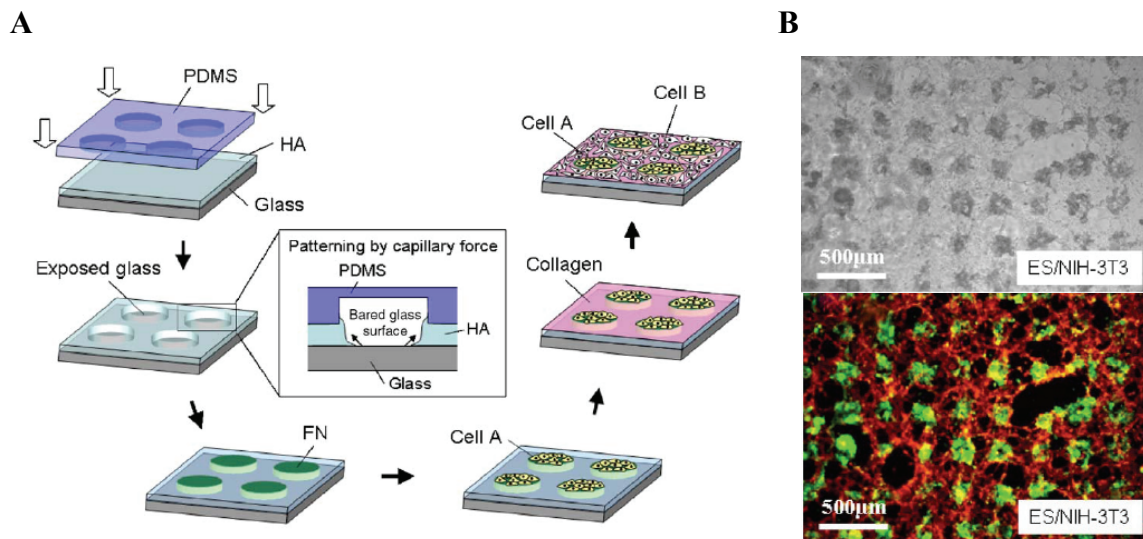 A
B
PDMS
HA
Glass
Exposed glass
Patterning by capillary force
PDMS
Bared glass
surface
HA
Glass
FN
Cell A
Collagen
Cell A
Cell B
500μm
ES/NIH-3T3
500μm
ES/NIH-3T3